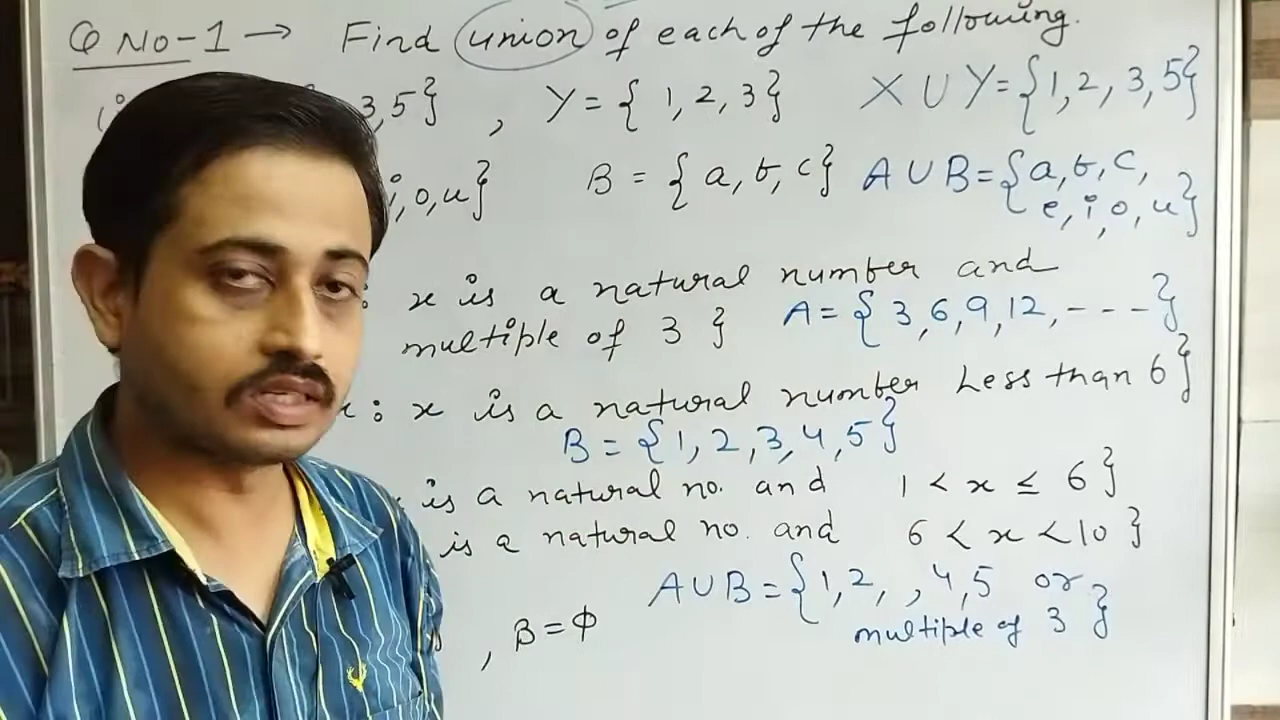 Q No-1 → Find union of each of the following.
i 3,5} , Y = { 1, 2, 3} X ∪ Y = {1, 2, 3, 5}
i, o, u} B = { a, b, c} A ∪ B = {a, b, c,
e, i, o, u}
: x is a natural number and
multiple of 3 } A = { 3, 6, 9, 12, - - - - }
x : x is a natural number Less than 6 }
B = {1, 2, 3, 4, 5}
is a natural no. and 1 < x ≤ 6 }
is a natural no. and 6 < x < 10 }
A ∪ B = {1, 2, , 4, 5 or
multiple of 3 }
, B = ϕ